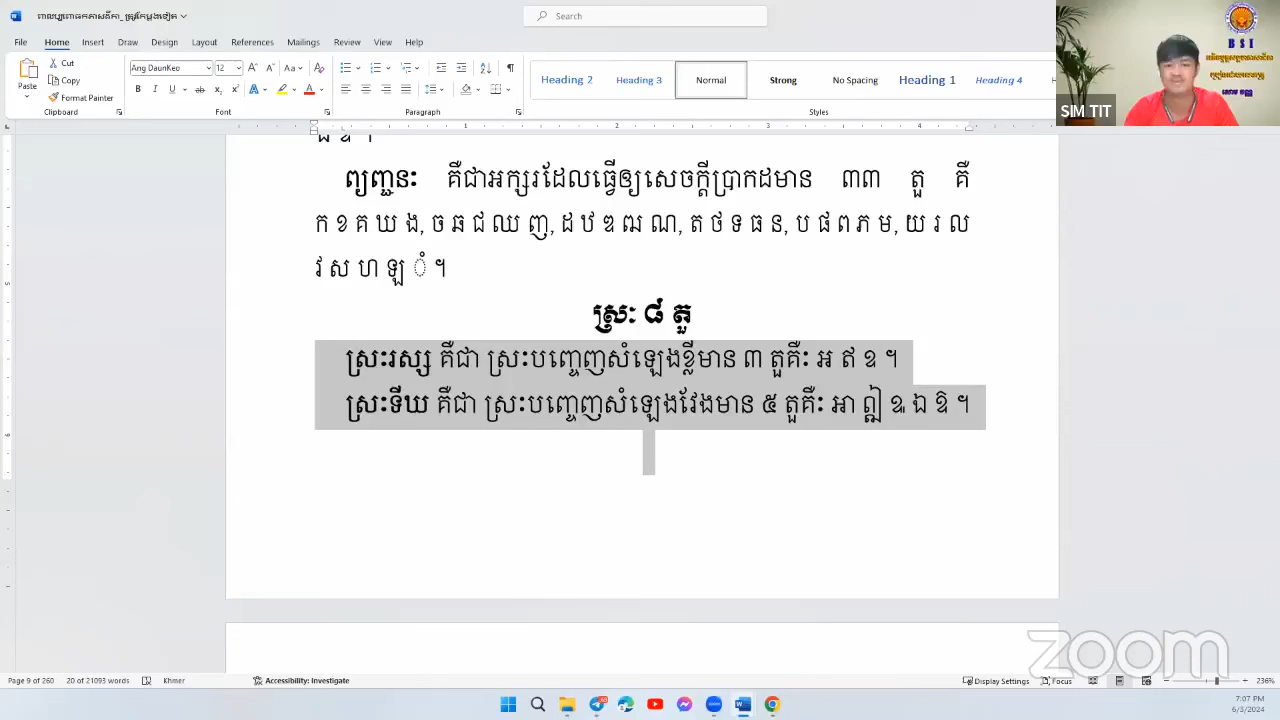 Search
SIM TIT
B S I
File Home Insert Draw Design Layout References Mailings Review View Help
Paste
Cut
Copy
Format Painter
Clipboard
Ang DaunKeo 12
Font
Paragraph
Heading 2 Heading 3 Normal Strong No Spacing Heading 1 Heading 4
Styles
ព្យញ្ជនះ គឺជាអក្សរដែលធ្វើឲ្យសេចក្ដីប្រាកដមាន ៣៣ តួ គឺ
ក ខ គ ឃ ង, ច ឆ ជ ឈ ញ, ដ ឋ ឌ ឍ ណ, ត ថ ទ ធ ន, ប ផ ព ភ ម, យ រ ល
វ ស ហ ឡ ំ ។
ស្រៈ ៨ តួ
ស្រៈរស្ស គឺជា ស្រៈបញ្ចេញសំឡេងខ្លីមាន ៣ តួគឺៈ អ ឥ ឧ ។
ស្រៈទីឃ គឺជា ស្រៈបញ្ចេញសំឡេងវែងមាន ៥ តួគឺៈ អា ឦ ឩ ឯ ឱ ។
zoom
Page 9 of 260 20 of 21093 words Khmer Accessibility: Investigate Display Settings Focus 236%
7:07 PM
6/3/2024